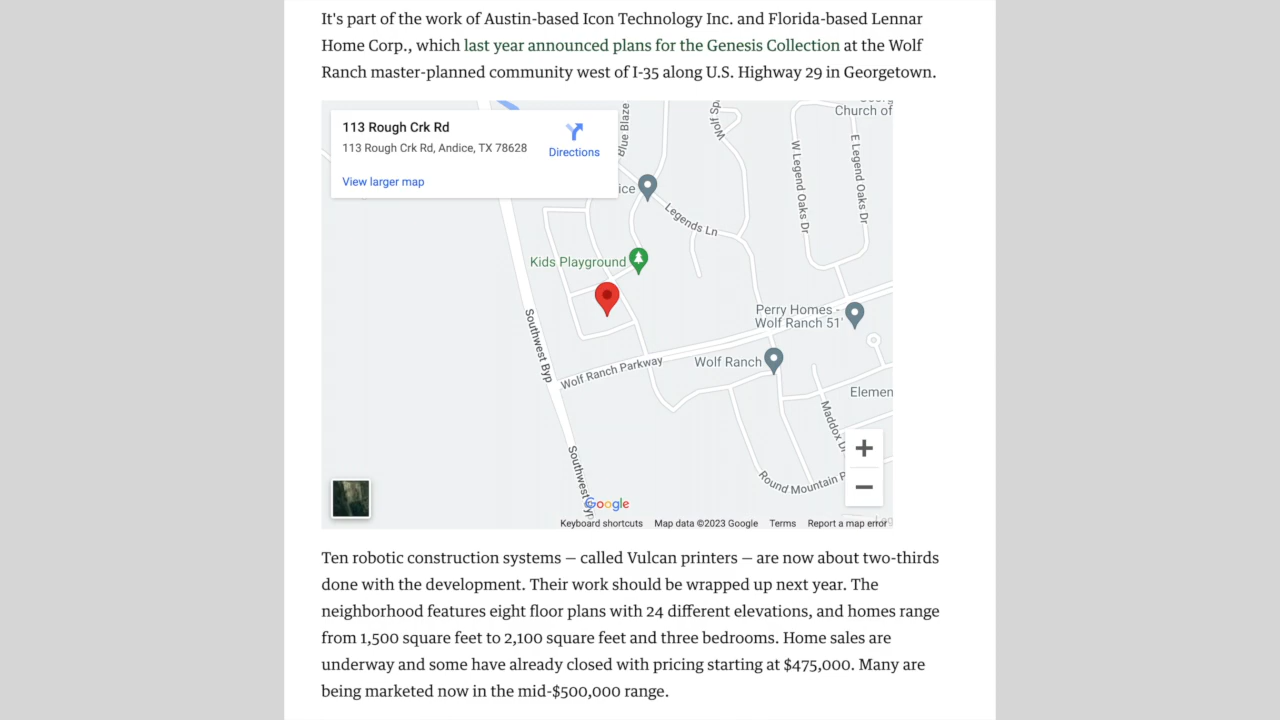 It's part of the work of Austin-based Icon Technology Inc. and Florida-based Lennar
Home Corp., which last year announced plans for the Genesis Collection at the Wolf
Ranch master-planned community west of I-35 along U.S. Highway 29 in Georgetown.
113 Rough Crk Rd
113 Rough Crk Rd, Andice, TX 78628
Directions
View larger map
Blue Blaze
Wolf
Church of
W Legend Oaks Dr
E Legend Oaks Dr
ice
Legends Ln
Kids Playground
Southwest Byp
Perry Homes -
Wolf Ranch 51'
Wolf Ranch Parkway
Wolf Ranch
Elemen
Maddox
Round Mountain
Southwest
Google
Keyboard shortcuts
Map data ©2023 Google
Terms
Report a map error
Ten robotic construction systems — called Vulcan printers — are now about two-thirds
done with the development. Their work should be wrapped up next year. The
neighborhood features eight floor plans with 24 different elevations, and homes range
from 1,500 square feet to 2,100 square feet and three bedrooms. Home sales are
underway and some have already closed with pricing starting at $475,000. Many are
being marketed now in the mid-$500,000 range.